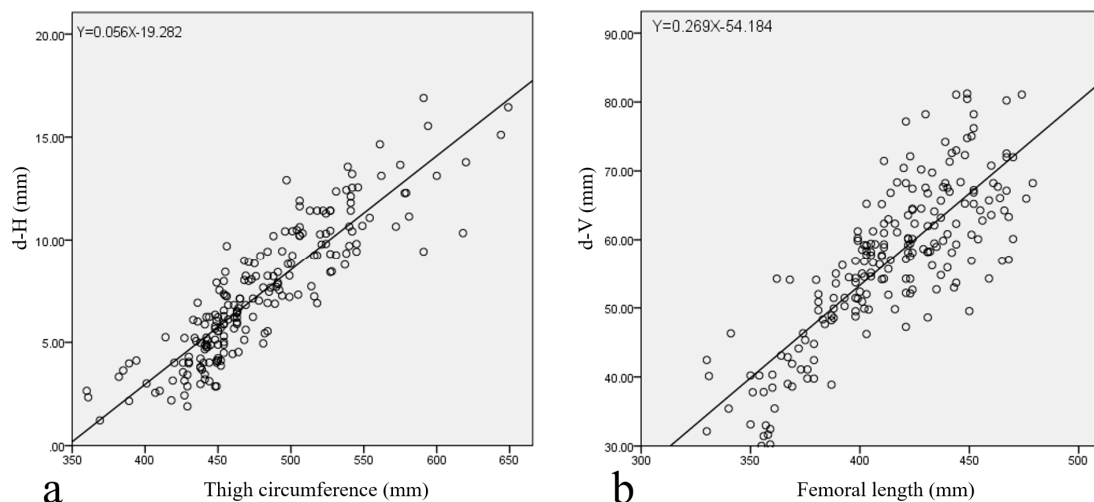 Y=0.056X-19.282
20.00
15.00
10.00
5.00
.00
d-H (mm)
350 400 450 500 550 600 650
a Thigh circumference (mm)
Y=0.269X-54.184
90.00
80.00
70.00
60.00
50.00
40.00
30.00
d-V (mm)
300 350 400 450 500
b Femoral length (mm)